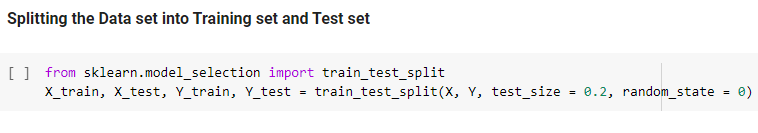 Splitting the Data set into Training set and Test set
[ ] from sklearn.model_selection import train_test_split
X_train, X_test, Y_train, Y_test = train_test_split(X, Y, test_size = 0.2, random_state = 0)